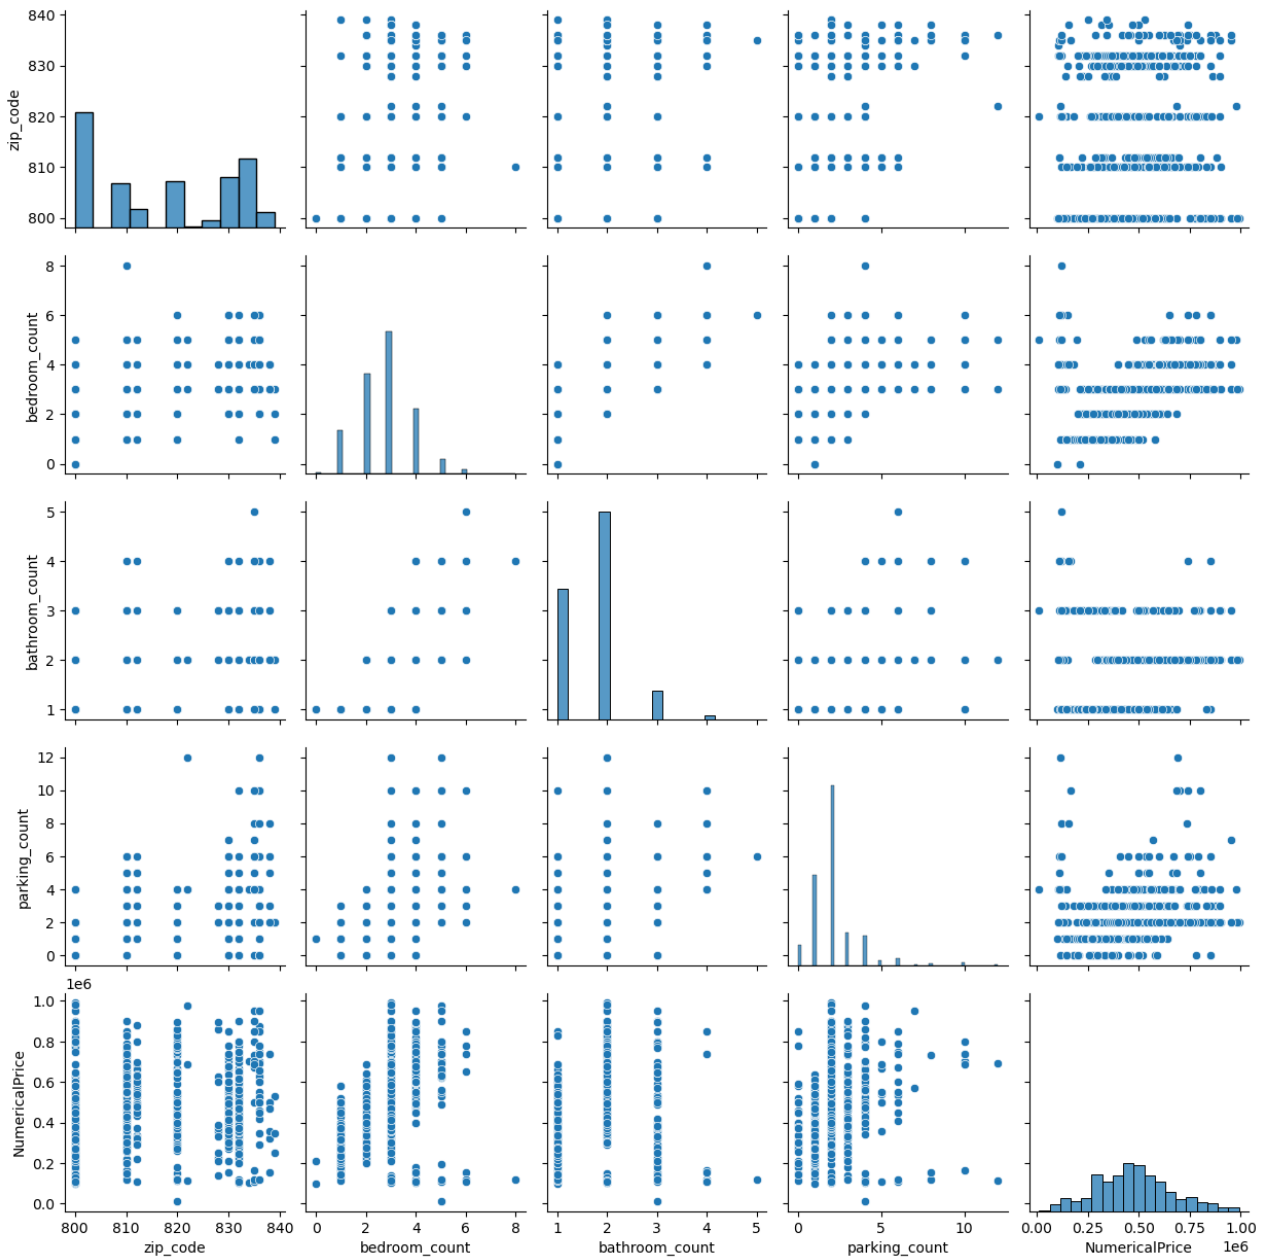 840
830
820
810
800
zip_code
8
6
4
2
0
bedroom_count
5
4
3
2
1
bathroom_count
12
10
8
6
4
2
0
parking_count
1e6
1.0
0.8
0.6
0.4
0.2
0.0
NumericalPrice
800 810 820 830 840
zip_code
0 2 4 6 8
bedroom_count
1 2 3 4 5
bathroom_count
0 5 10
parking_count
0.00 0.25 0.50 0.75 1.00
1e6
NumericalPrice